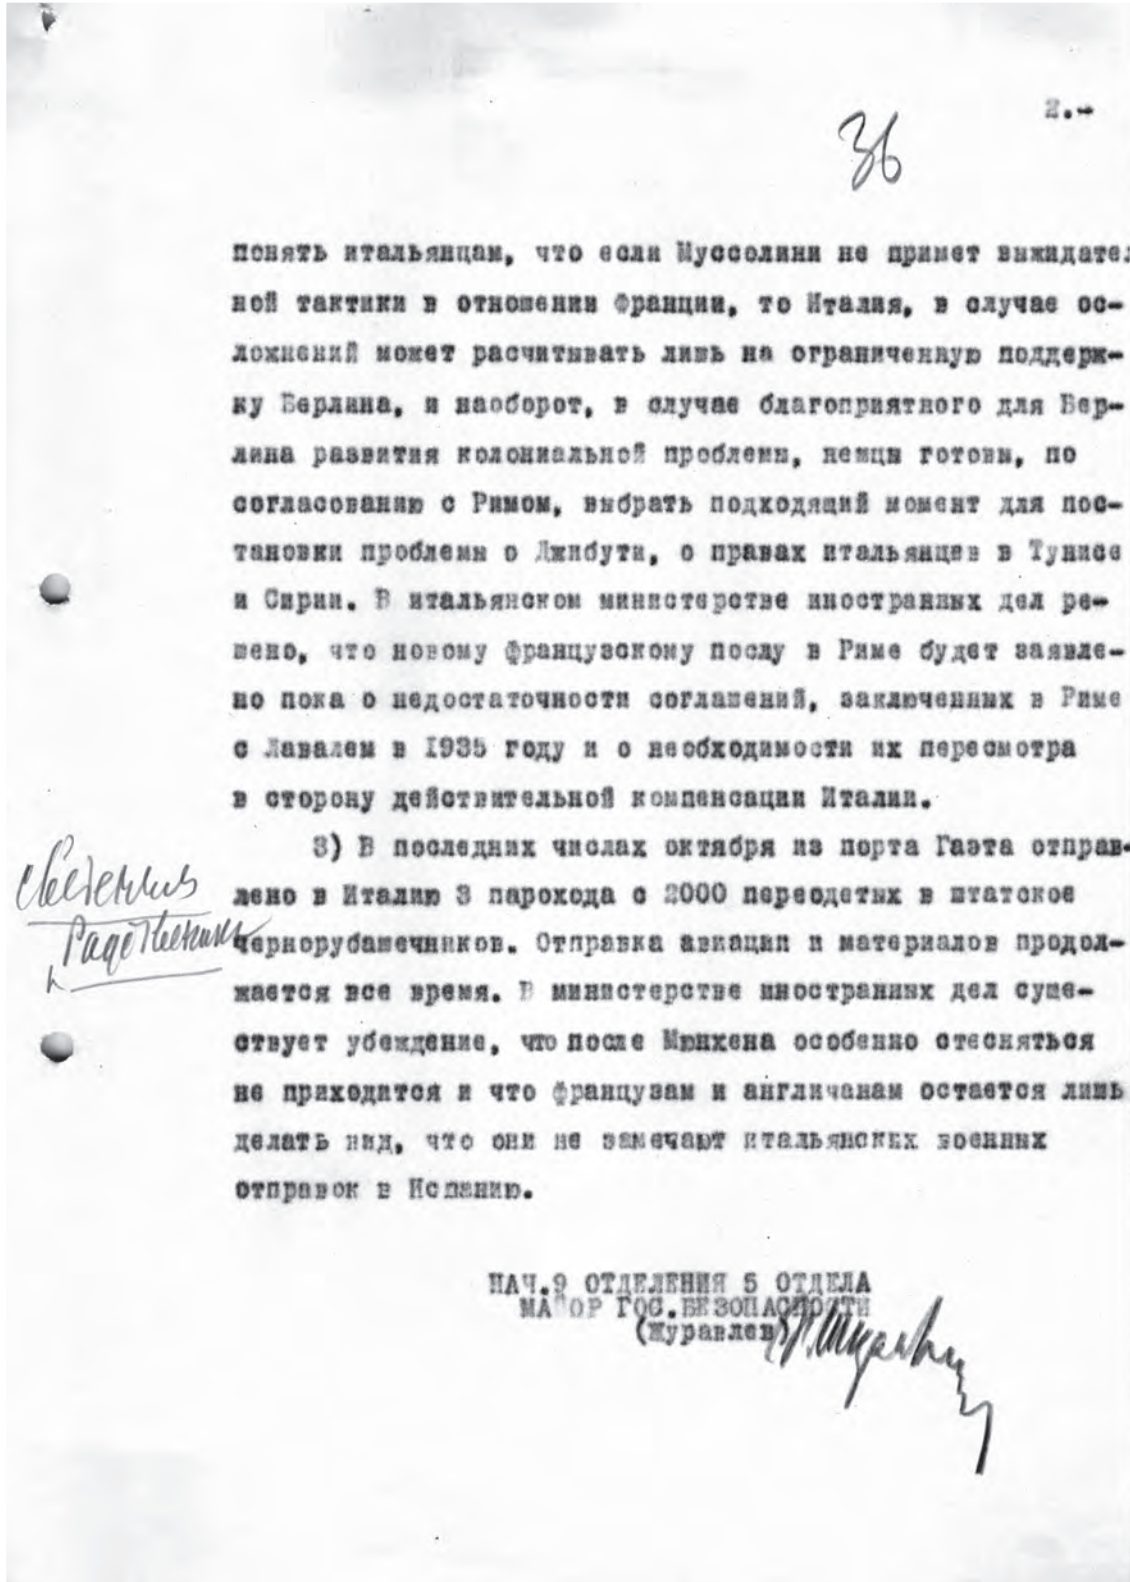 2.-
36
понять итальянцам, что если Муссолини не примет выжидател
ной тактики в отношении Франции, то Италия, в случае ос-
ложнений может расчитывать лишь на ограниченную поддерж-
ку Берлина, и наоборот, в случае благоприятного для Бер-
лина развития колониальной проблемы, немцы готовы, по
согласованию с Римом, выбрать подходящий момент для пос-
тановки проблемы о Джибути, о правах итальянцев в Тунисе
и Сирии. В итальянском министерстве иностранных дел ре-
шено, что новому французскому послу в Риме будет заявле-
но пока о недостаточности соглашений, заключенных в Риме
с Лавалем в 1935 году и о необходимости их пересмотра
в сторону действительной компенсации Италии.
3) В последних числах октября из порта Гаэта отправ-
лено в Италию 3 парохода с 2000 переодетых в штатское
чернорубашечников. Отправка авиации и материалов продол-
жается все время. В министерстве иностранных дел суще-
ствует убеждение, что после Мюнхена особенно стесняться
не приходится и что французам и англичанам остается лишь
делать вид, что они не замечают итальянских военных
отправок в Испанию.
НАЧ.9 ОТДЕЛЕНИЯ 5 ОТДЕЛА
МАЙОР ГОС.БЕЗОПАСНОСТИ
(Журавлев)